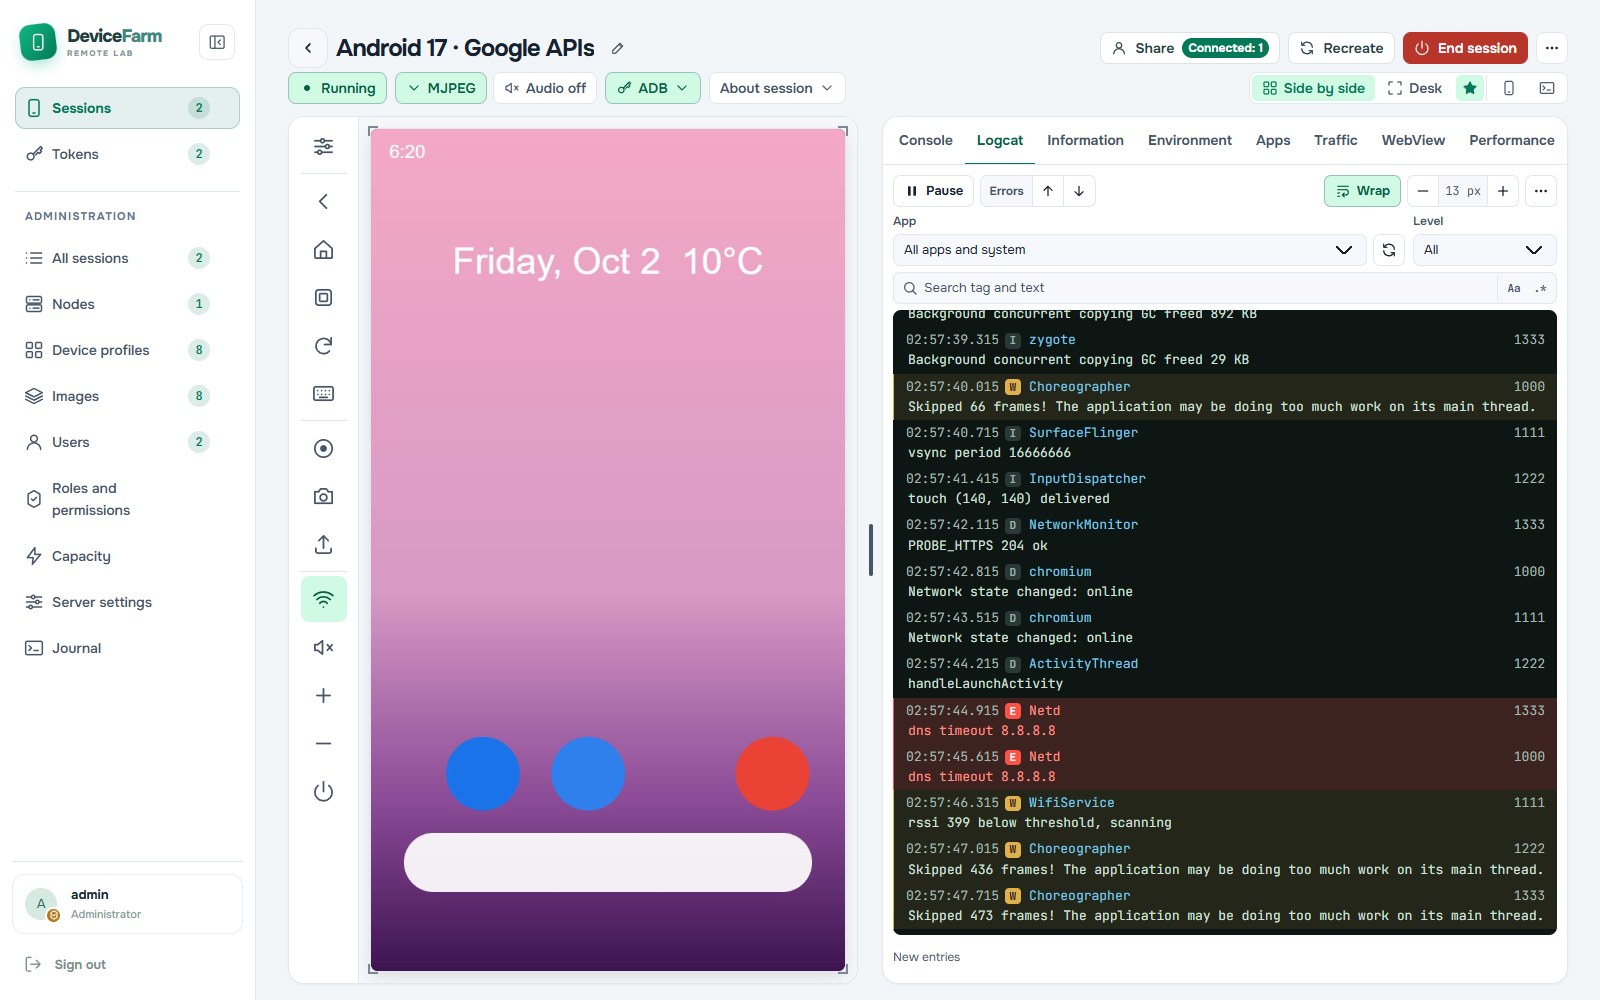 DeviceFarm
REMOTE LAB
Sessions 2
Tokens 2
ADMINISTRATION
All sessions 2
Nodes 1
Device profiles 8
Images 8
Users 2
Roles and
permissions
Capacity
Server settings
Journal
A
admin
Administrator
Sign out
Android 17 · Google APIs
Share Connected: 1
Recreate
End session
Running
MJPEG
Audio off
ADB
About session
Side by side
Desk
6:20
Friday, Oct 2 10°C
Console Logcat Information Environment Apps Traffic WebView Performance
Pause
Errors
Wrap
13 px
App
Level
All apps and system
All
Search tag and text
Aa .*
Background concurrent copying GC freed 892 KB
02:57:39.315 I zygote 1333
Background concurrent copying GC freed 29 KB
02:57:40.015 W Choreographer 1000
Skipped 66 frames! The application may be doing too much work on its main thread.
02:57:40.715 I SurfaceFlinger 1111
vsync period 16666666
02:57:41.415 I InputDispatcher 1222
touch (140, 140) delivered
02:57:42.115 D NetworkMonitor 1333
PROBE_HTTPS 204 ok
02:57:42.815 D chromium 1000
Network state changed: online
02:57:43.515 D chromium 1111
Network state changed: online
02:57:44.215 D ActivityThread 1222
handleLaunchActivity
02:57:44.915 E Netd 1333
dns timeout 8.8.8.8
02:57:45.615 E Netd 1000
dns timeout 8.8.8.8
02:57:46.315 W WifiService 1111
rssi 399 below threshold, scanning
02:57:47.015 W Choreographer 1222
Skipped 436 frames! The application may be doing too much work on its main thread.
02:57:47.715 W Choreographer 1333
Skipped 473 frames! The application may be doing too much work on its main thread.
New entries